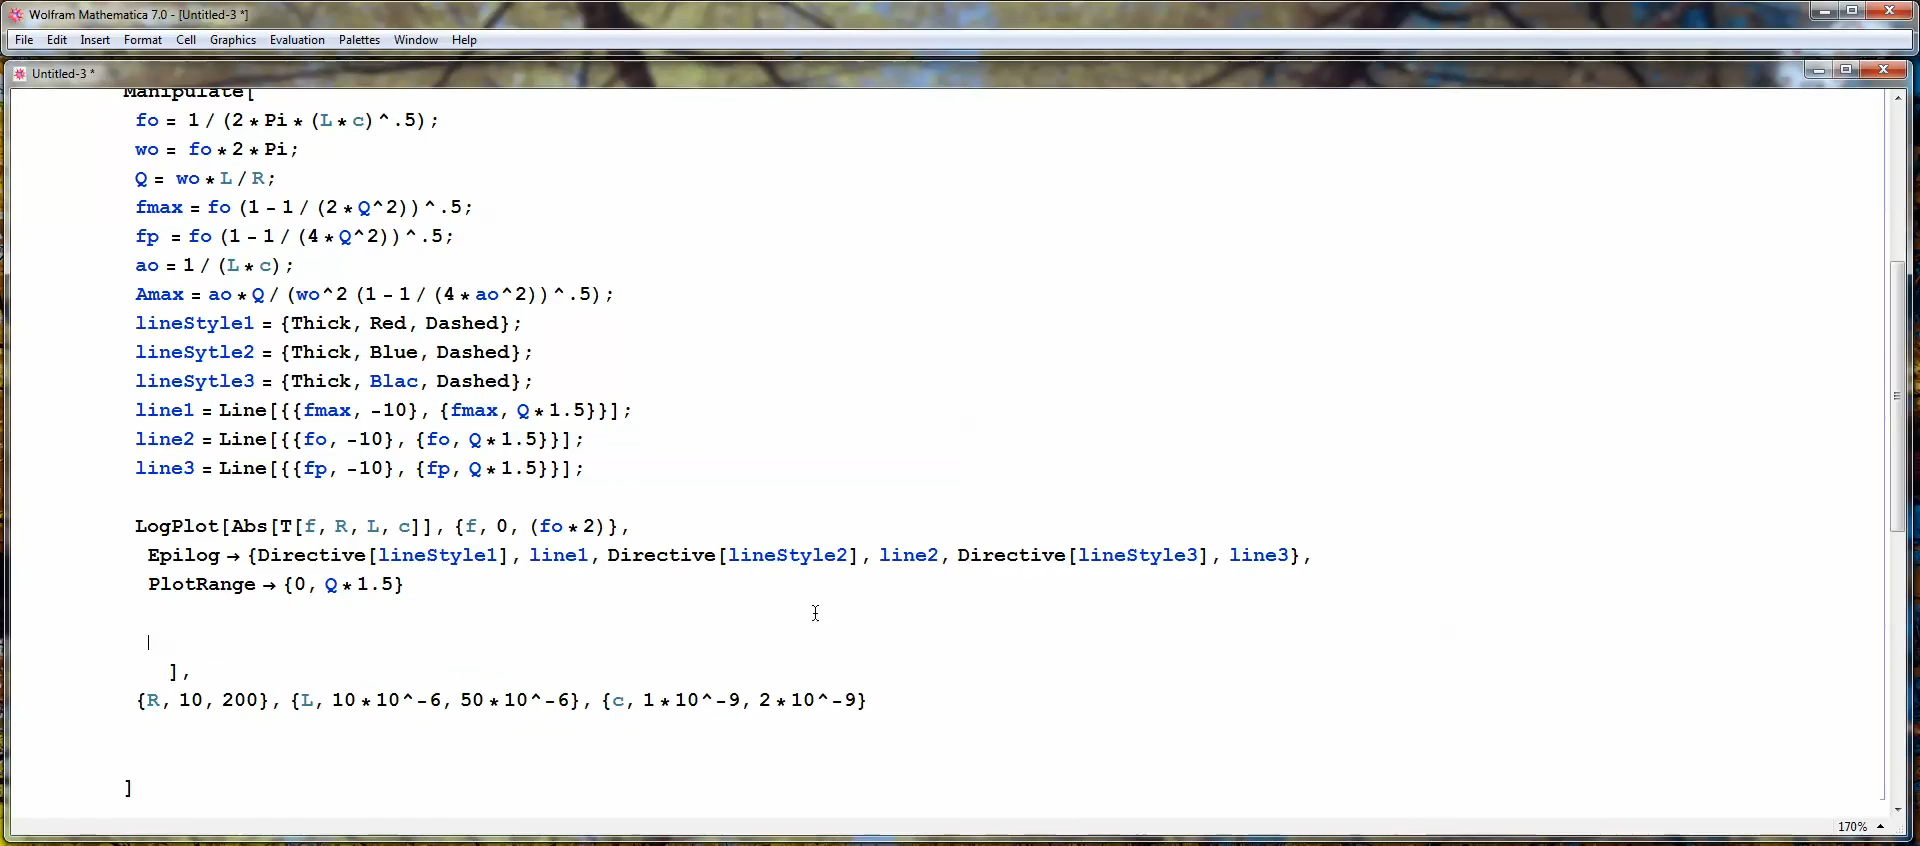 Wolfram Mathematica 7.0 - [Untitled-3 *]
File Edit Insert Format Cell Graphics Evaluation Palettes Window Help
Untitled-3 *
Manipulate[
fo = 1 / (2 * Pi * (L * c) ^ .5);
wo = fo * 2 * Pi;
Q = wo * L / R;
fmax = fo (1 - 1 / (2 * Q^2)) ^ .5;
fp = fo (1 - 1 / (4 * Q^2)) ^ .5;
ao = 1 / (L * c);
Amax = ao * Q / (wo^2 (1 - 1 / (4 * ao^2)) ^ .5);
lineStyle1 = {Thick, Red, Dashed};
lineSytle2 = {Thick, Blue, Dashed};
lineSytle3 = {Thick, Blac, Dashed};
line1 = Line[{{fmax, -10}, {fmax, Q * 1.5}}];
line2 = Line[{{fo, -10}, {fo, Q * 1.5}}];
line3 = Line[{{fp, -10}, {fp, Q * 1.5}}];
LogPlot[Abs[T[f, R, L, c]], {f, 0, (fo * 2)},
Epilog → {Directive[lineStyle1], line1, Directive[lineStyle2], line2, Directive[lineStyle3], line3},
PlotRange → {0, Q * 1.5}
],
{R, 10, 200}, {L, 10 * 10^-6, 50 * 10^-6}, {c, 1 * 10^-9, 2 * 10^-9}
]
170%